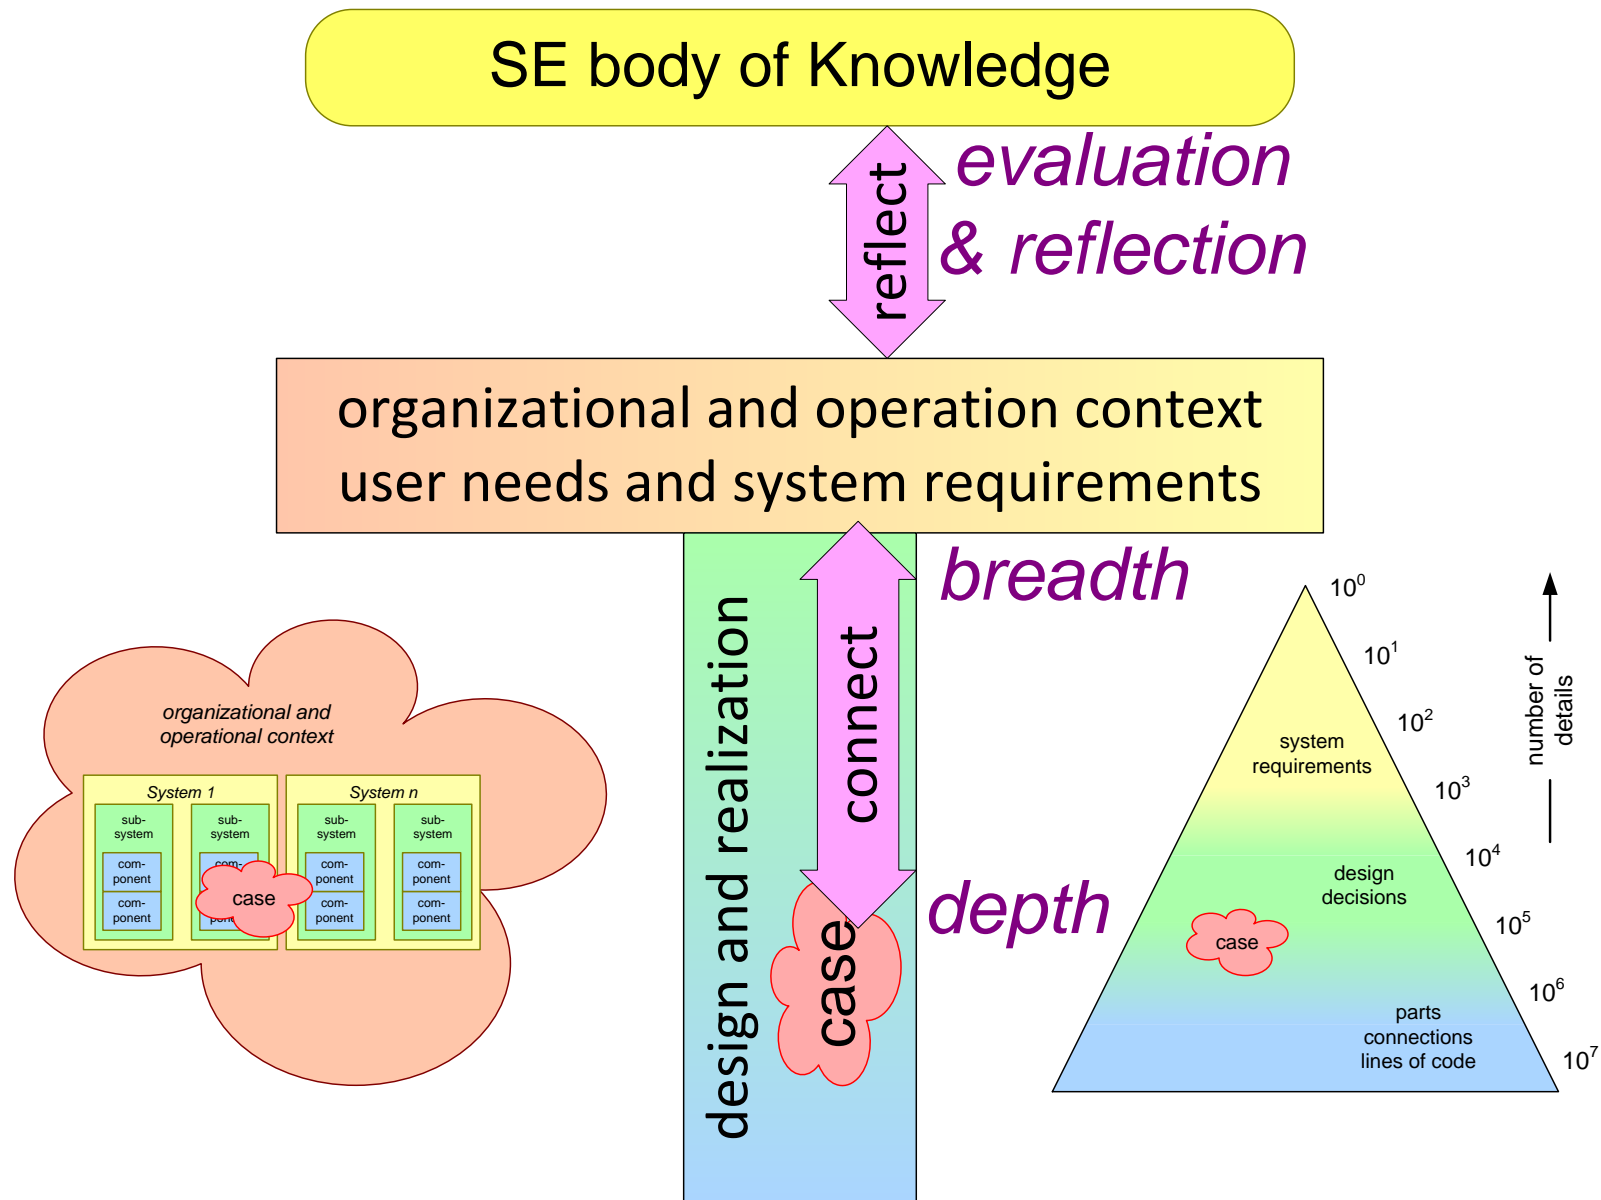 SE body of Knowledge
reflect
evaluation
& reflection
organizational and operation context
user needs and system requirements
breadth
design and realization
connect
case
depth
organizational and
operational context
System 1
sub-
system
com-
ponent
com-
ponent
sub-
system
com-
case
System n
sub-
system
com-
ponent
com-
ponent
sub-
system
com-
ponent
com-
ponent
10⁰
10¹
10²
10³
10⁴
10⁵
10⁶
10⁷
number of
details
system
requirements
design
decisions
case
parts
connections
lines of code